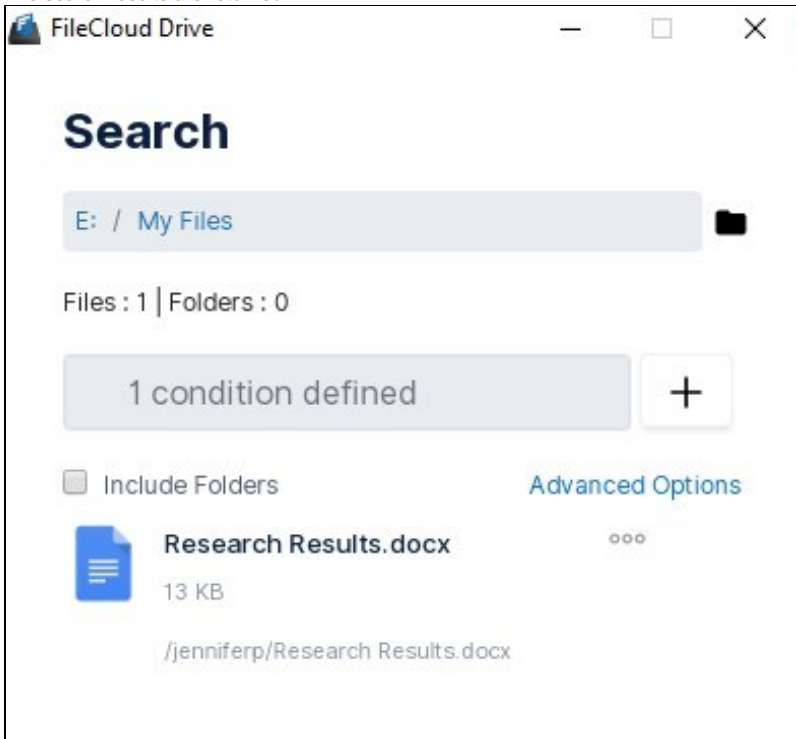 FileCloud Drive
Search
E: / My Files
Files : 1 | Folders : 0
1 condition defined
Include Folders
Advanced Options
Research Results.docx
13 KB
/jenniferp/Research Results.docx